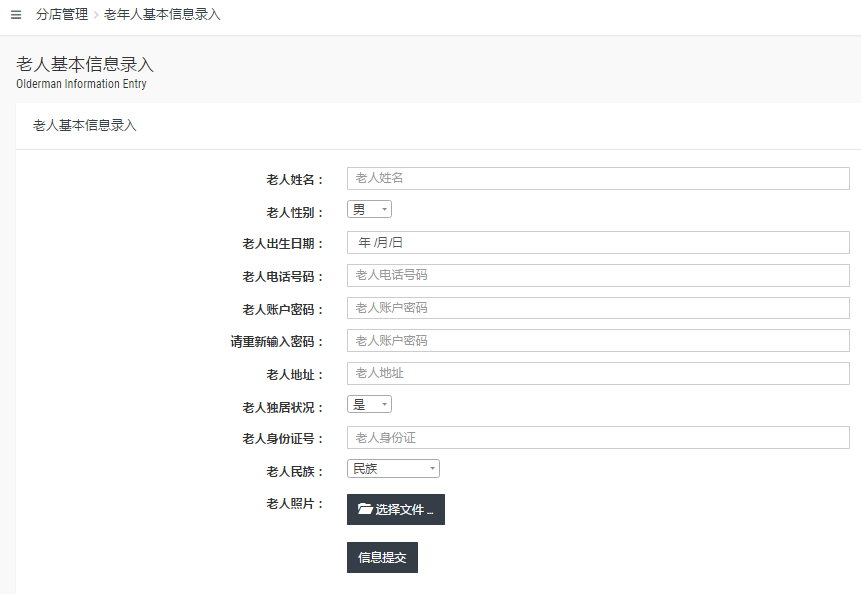 分店管理 > 老年人基本信息录入
老人基本信息录入
Olderman Information Entry
老人基本信息录入
老人姓名： 老人姓名
老人性别： 男
老人出生日期： 年 /月/日
老人电话号码： 老人电话号码
老人账户密码： 老人账户密码
请重新输入密码： 老人账户密码
老人地址： 老人地址
老人独居状况： 是
老人身份证号： 老人身份证
老人民族： 民族
老人照片： 选择文件 ...
信息提交